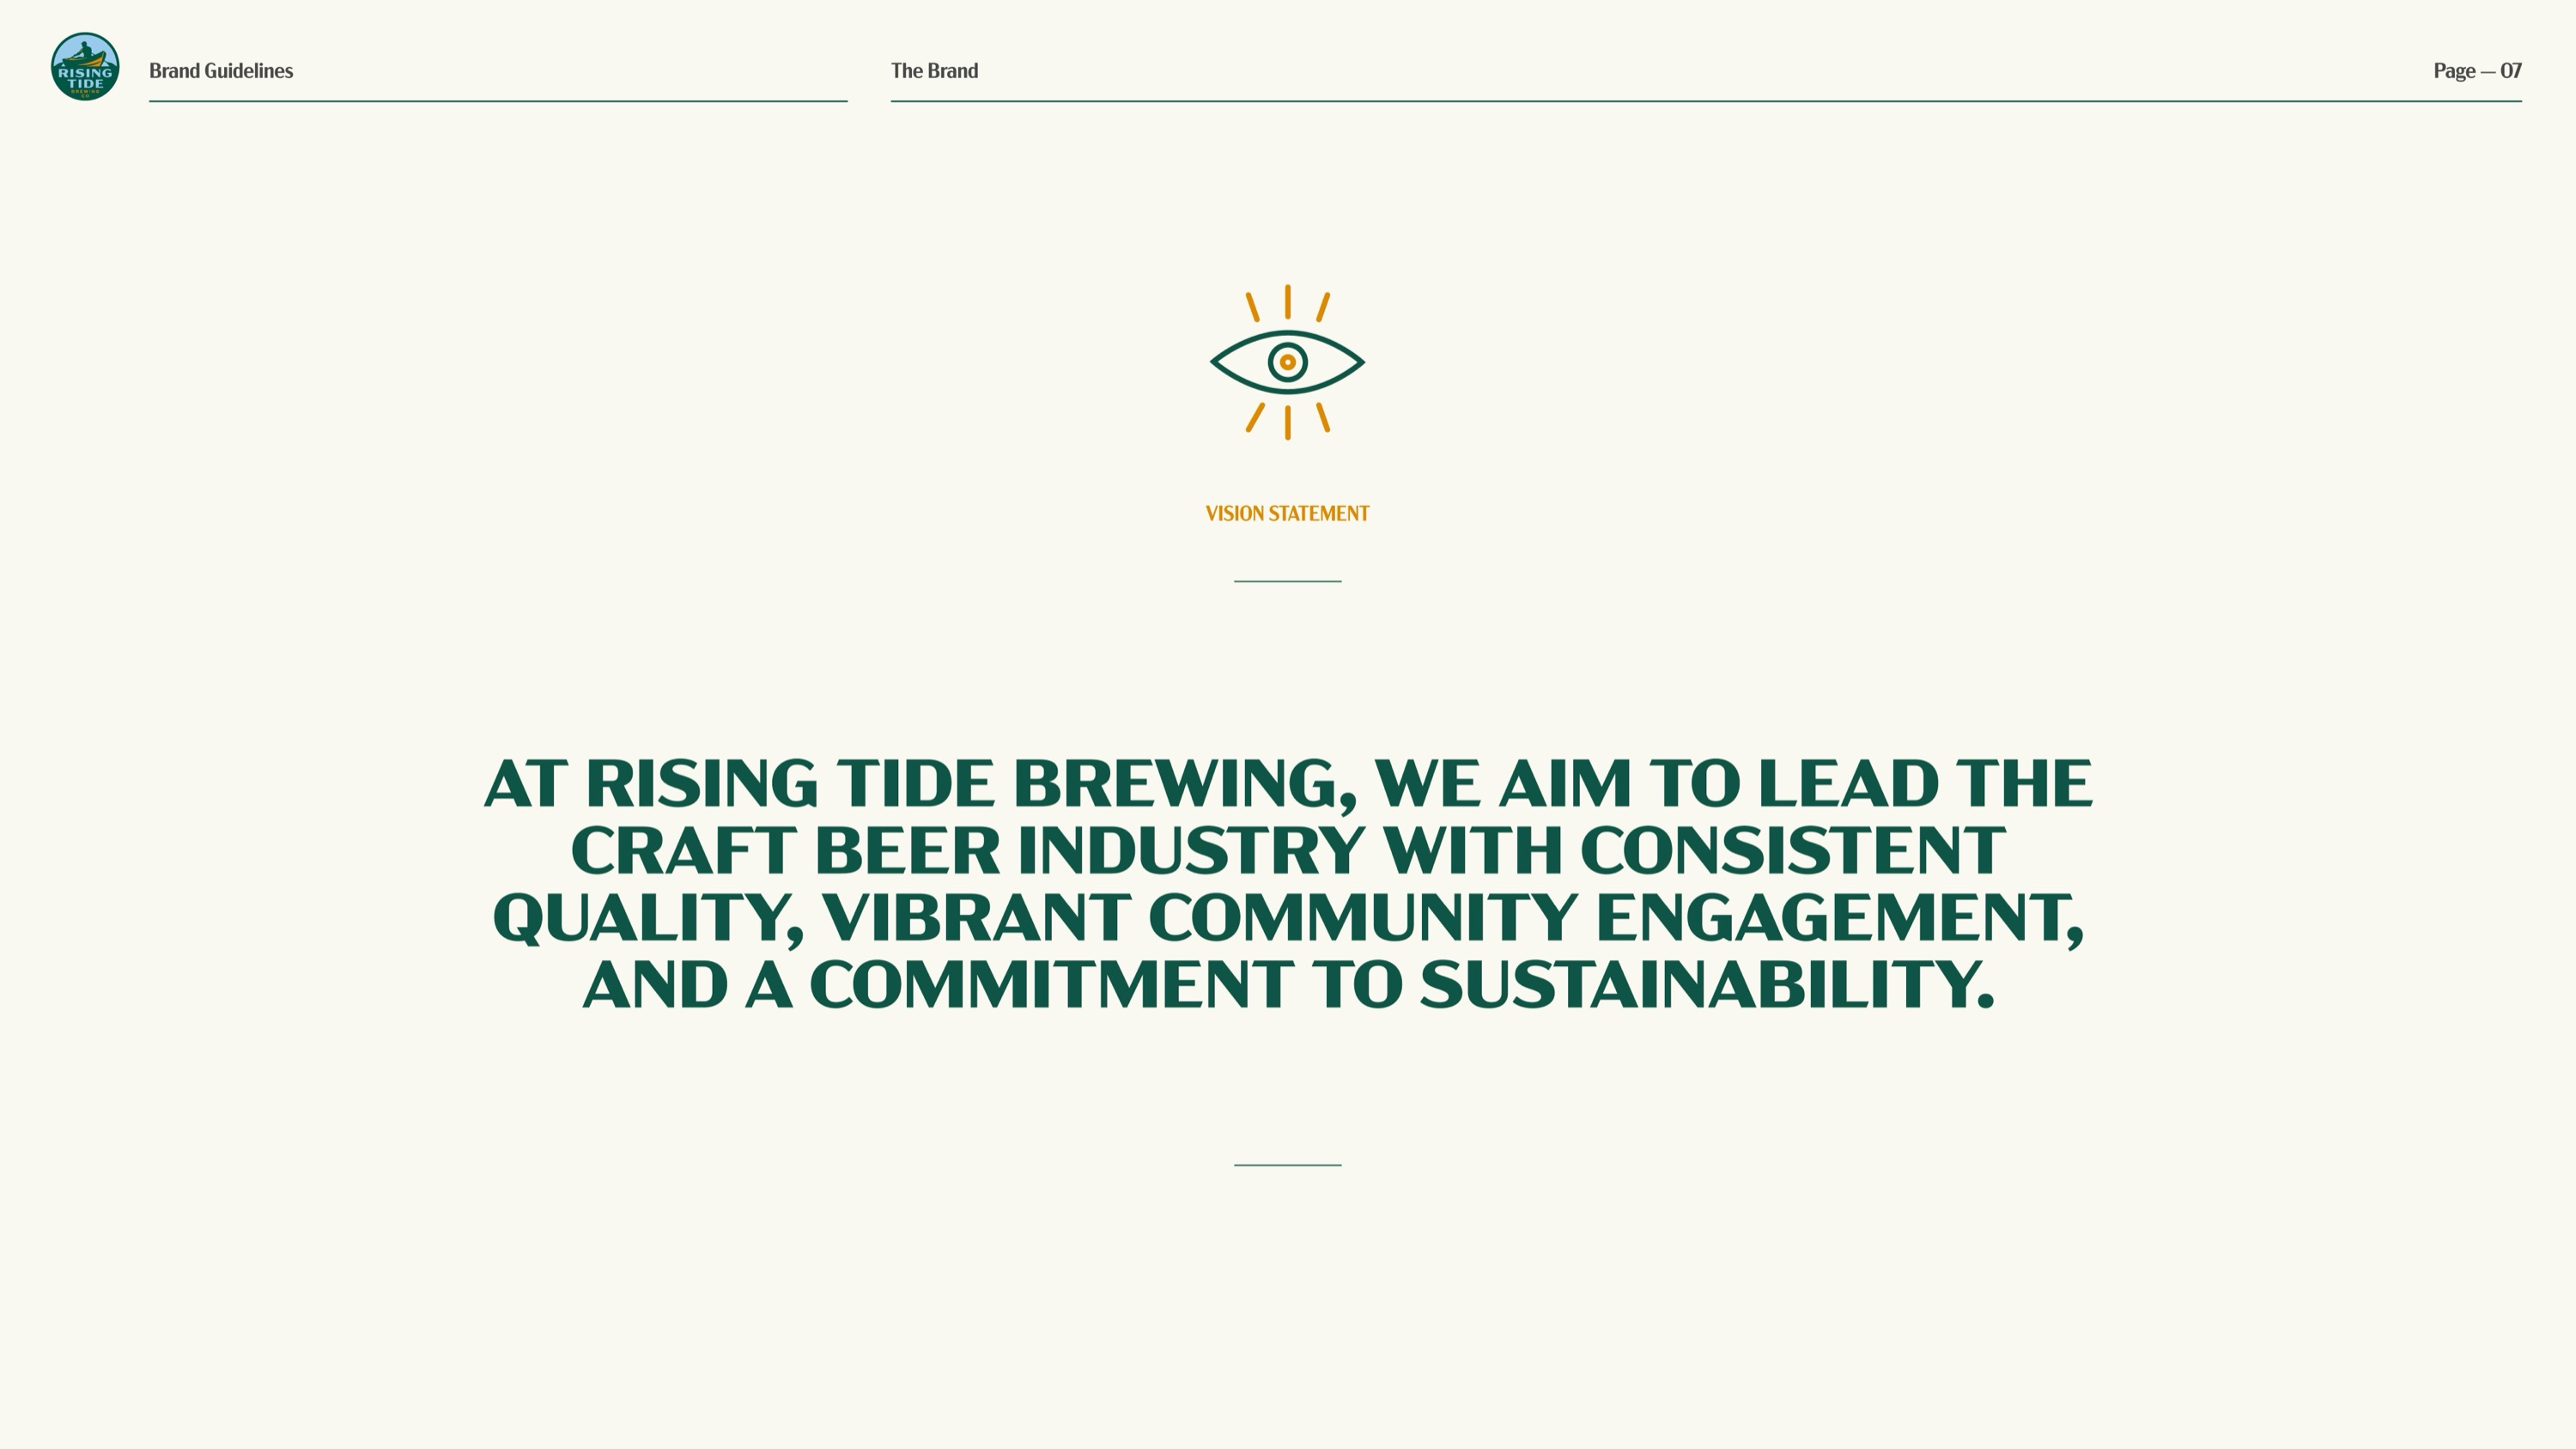 RISING
TIDE
BREWING
CO
Brand Guidelines
The Brand
Page — 07
VISION STATEMENT
AT RISING TIDE BREWING, WE AIM TO LEAD THE
CRAFT BEER INDUSTRY WITH CONSISTENT
QUALITY, VIBRANT COMMUNITY ENGAGEMENT,
AND A COMMITMENT TO SUSTAINABILITY.